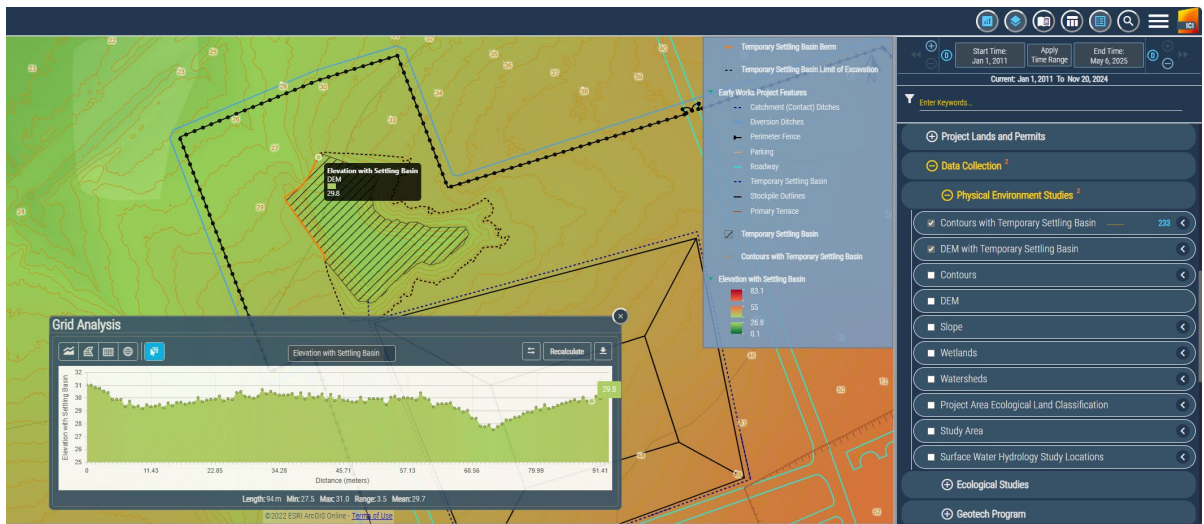 ICI
Start Time:
Jan 1, 2011
Apply
Time Range
End Time:
May 6, 2025
Current: Jan 1, 2011 To Nov 20, 2024
Enter Keywords...
Project Lands and Permits
Data Collection 2
Physical Environment Studies 2
Contours with Temporary Settling Basin 233
DEM with Temporary Settling Basin
Contours
DEM
Slope
Wetlands
Watersheds
Project Area Ecological Land Classification
Study Area
Surface Water Hydrology Study Locations
Ecological Studies
Geotech Program
Temporary Settling Basin Berm
Temporary Settling Basin Limit of Excavation
Early Works Project Features
Catchment (Contact) Ditches
Diversion Ditches
Perimeter Fence
Parking
Roadway
Temporary Settling Basin
Stockpile Outlines
Primary Terrace
Temporary Settling Basin
Contours with Temporary Settling Basin
Elevation with Settling Basin
83.1
55
26.8
0.1
Elevation with Settling Basin
DEM
29.8
Grid Analysis
Elevation with Settling Basin
Recalculate
Elevation with Settling Basin
32
31
30
29
28
26
25
29.8
0 11.43 22.85 34.28 45.71 57.13 68.56 79.99 91.41
Distance (meters)
Length: 94 m Min: 27.5 Max: 31.0 Range: 3.5 Mean: 29.7
©2022 ESRI ArcGIS Online - Terms of Use